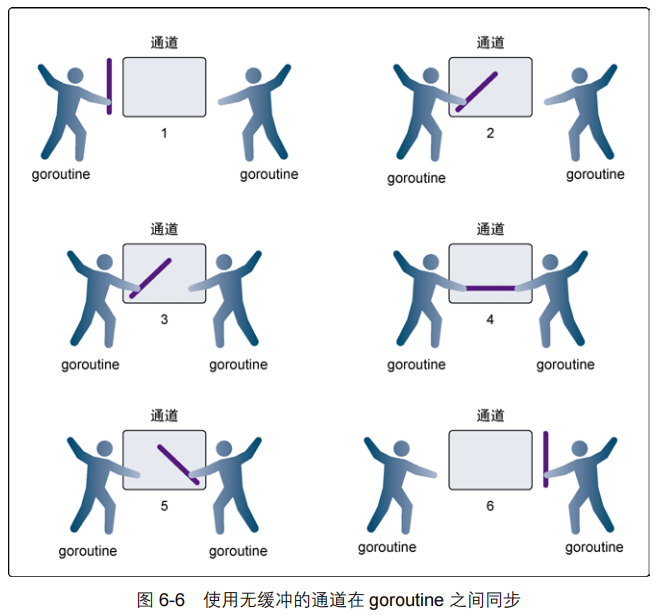 通道
goroutine
1
goroutine
通道
goroutine
2
goroutine
通道
goroutine
3
goroutine
通道
goroutine
4
goroutine
通道
goroutine
5
goroutine
通道
goroutine
6
goroutine
图 6-6 使用无缓冲的通道在 goroutine 之间同步